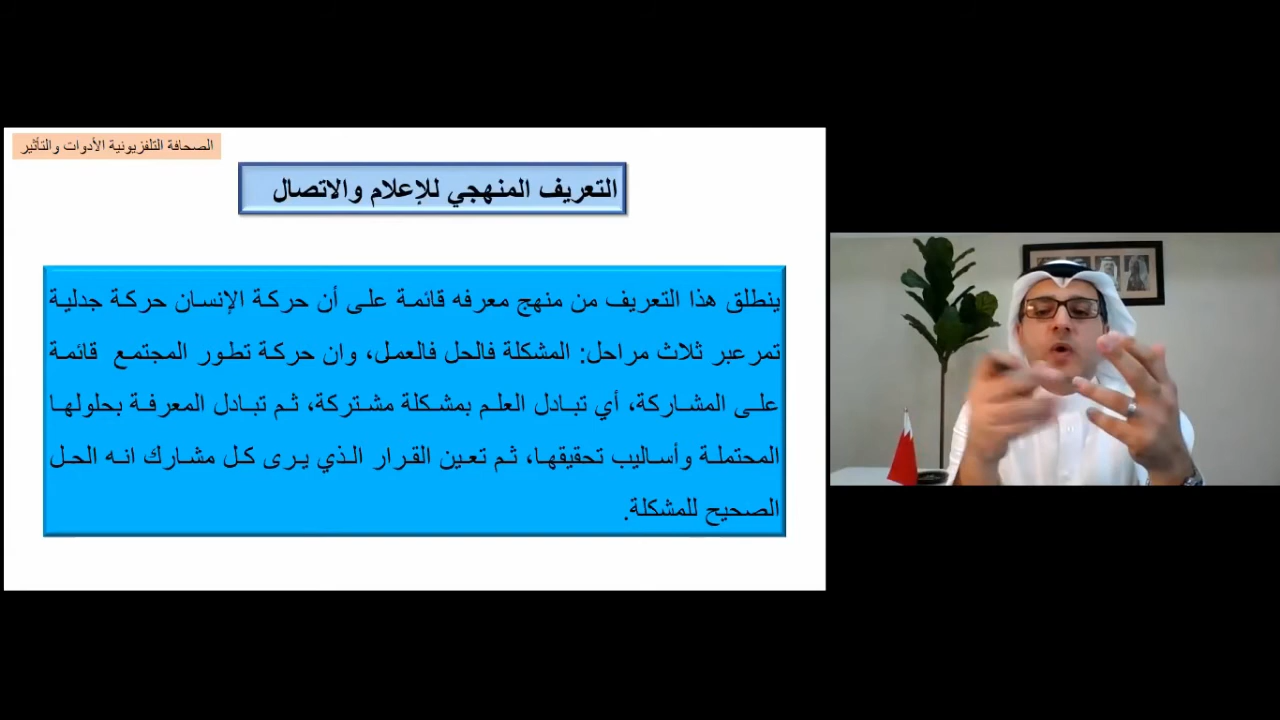 الصحافة التلفزيونية الأدوات والتأثير
التعريف المنهجي للإعلام والاتصال
ينطلق هذا التعريف من منهج معرفه قائمة على أن حركة الإنسان حركة جدلية
تمرعبر ثلاث مراحل: المشكلة فالحل فالعمل، وان حركة تطور المجتمع قائمة
على المشاركة، أي تبادل العلم بمشكلة مشتركة، ثم تبادل المعرفة بحلولها
المحتملة وأساليب تحقيقها، ثم تعين القرار الذي يرى كل مشارك انه الحل
الصحيح للمشكلة.